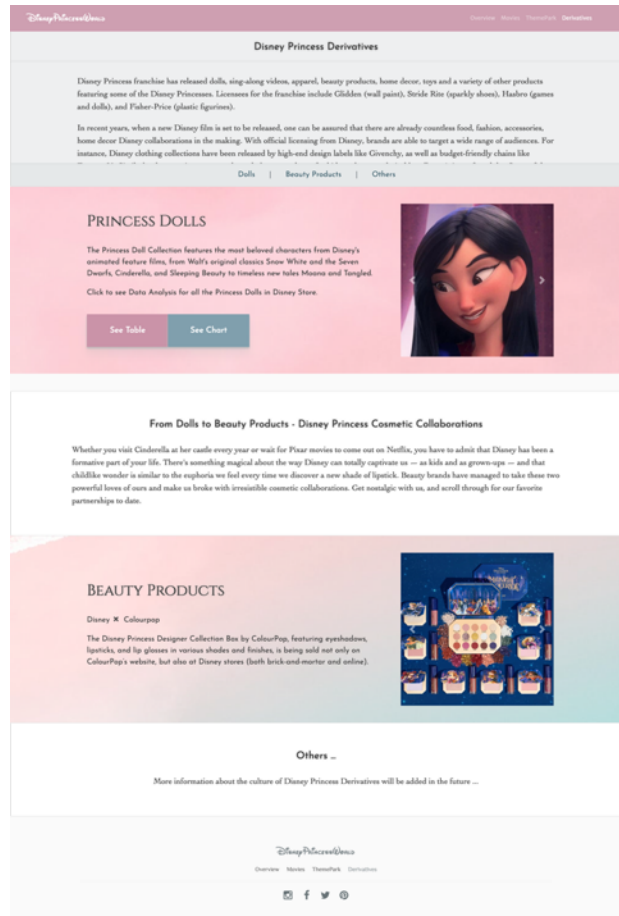 DisneyPrincessWorld
Overview Movies ThemePark Derivatives
Disney Princess Derivatives
Disney Princess franchise has released dolls, sing-along videos, apparel, beauty products, home decor, toys and a variety of other products
featuring some of the Disney Princesses. Licensees for the franchise include Glidden (wall paint), Stride Rite (sparkly shoes), Hasbro (games
and dolls), and Fisher-Price (plastic figurines).
In recent years, when a new Disney film is set to be released, one can be assured that there are already countless food, fashion, accessories,
home decor Disney collaborations in the making. With official licensing from Disney, brands are able to target a wide range of audiences. For
instance, Disney clothing collections have been released by high-end design labels like Givenchy, as well as budget-friendly chains like
Dolls | Beauty Products | Others
Princess Dolls
The Princess Doll Collection features the most beloved characters from Disney's
animated feature films, from Walt's original classics Snow White and the Seven
Dwarfs, Cinderella, and Sleeping Beauty to timeless new tales Moana and Tangled.
Click to see Data Analysis for all the Princess Dolls in Disney Store.
See Table See Chart
From Dolls to Beauty Products - Disney Princess Cosmetic Collaborations
Whether you visit Cinderella at her castle every year or wait for Pixar movies to come out on Netflix, you have to admit that Disney has been a
formative part of your life. There's something magical about the way Disney can totally captivate us — as kids and as grown-ups — and that
childlike wonder is similar to the euphoria we feel every time we discover a new shade of lipstick. Beauty brands have managed to take these two
powerful loves of ours and make us broke with irresistible cosmetic collaborations. Get nostalgic with us, and scroll through for our favorite
partnerships to date.
Beauty Products
Disney ✖ Colourpop
The Disney Princess Designer Collection Box by ColourPop, featuring eyeshadows,
lipsticks, and lip glosses in various shades and finishes, is being sold not only on
ColourPop's website, but also at Disney stores (both brick-and-mortar and online).
Others ...
More information about the culture of Disney Princess Derivatives will be added in the future ...
DisneyPrincessWorld
Overview Movies ThemePark Derivatives